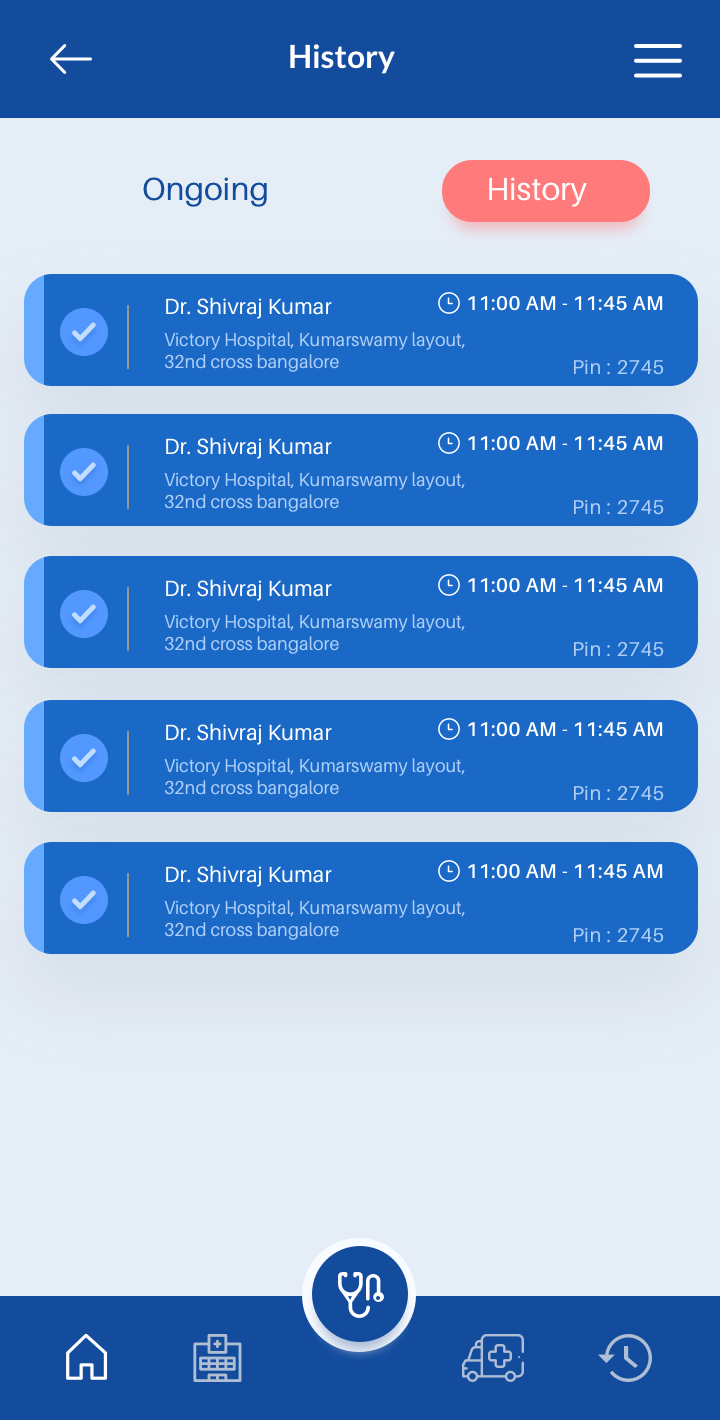 History
Ongoing
History
Dr. Shivraj Kumar
11:00 AM - 11:45 AM
Victory Hospital, Kumarswamy layout,
32nd cross bangalore
Pin : 2745
Dr. Shivraj Kumar
11:00 AM - 11:45 AM
Victory Hospital, Kumarswamy layout,
32nd cross bangalore
Pin : 2745
Dr. Shivraj Kumar
11:00 AM - 11:45 AM
Victory Hospital, Kumarswamy layout,
32nd cross bangalore
Pin : 2745
Dr. Shivraj Kumar
11:00 AM - 11:45 AM
Victory Hospital, Kumarswamy layout,
32nd cross bangalore
Pin : 2745
Dr. Shivraj Kumar
11:00 AM - 11:45 AM
Victory Hospital, Kumarswamy layout,
32nd cross bangalore
Pin : 2745